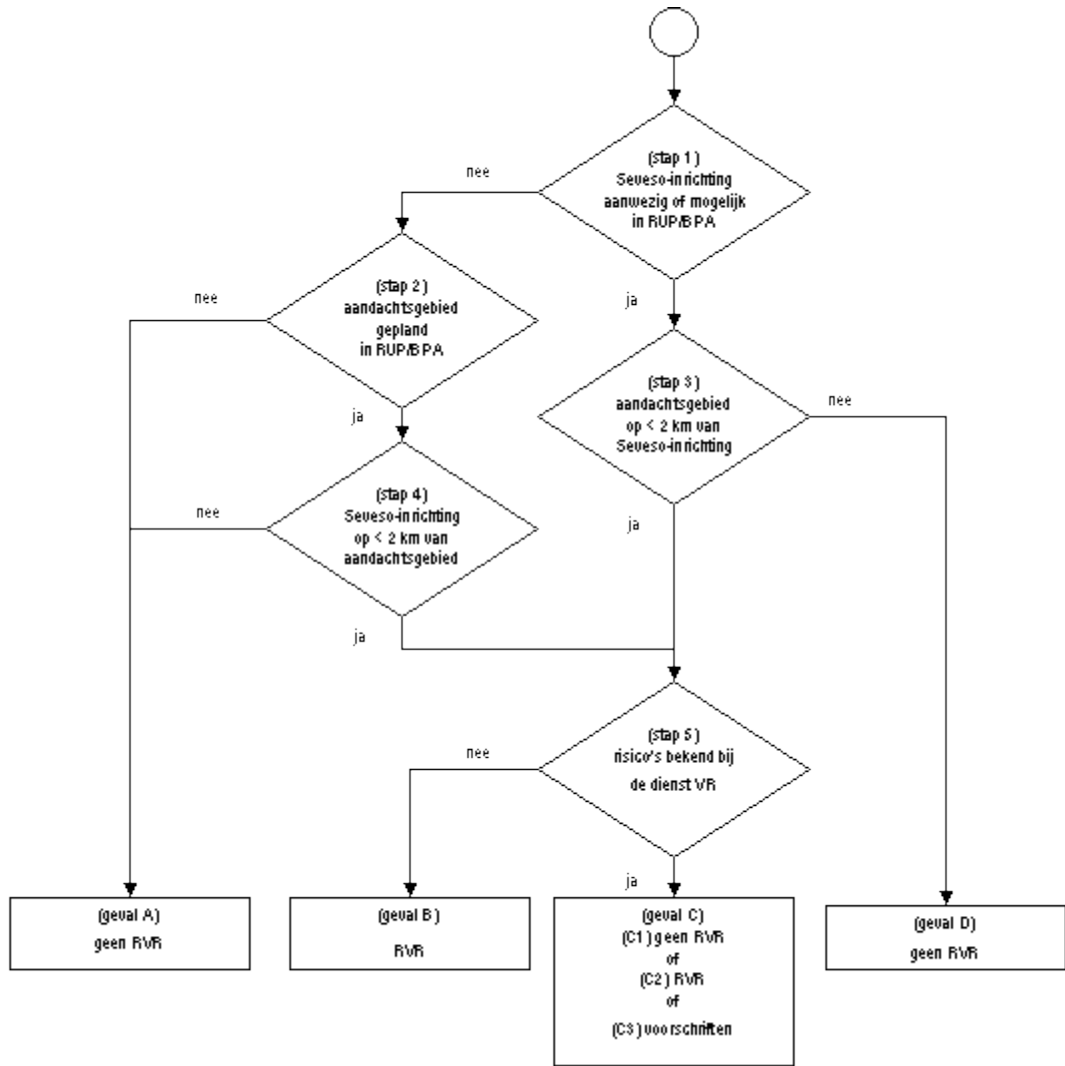 (stap 1)
Seveso-inrichting
aanwezig of mogelijk
in RUP/BPA
nee
ja
(stap 2)
aandachtsgebied
gepland
in RUP/BPA
nee
ja
(stap 3)
aandachtsgebied
op < 2 km van
Seveso-inrichting
nee
ja
(stap 4)
Seveso-inrichting
op < 2 km van
aandachtsgebied
nee
ja
(stap 5)
risico's bekend bij
de dienst VR
nee
ja
(geval A)
geen RVR
(geval B)
RVR
(geval C)
(C1) geen RVR
of
(C2) RVR
of
(C3) voorschriften
(geval D)
geen RVR